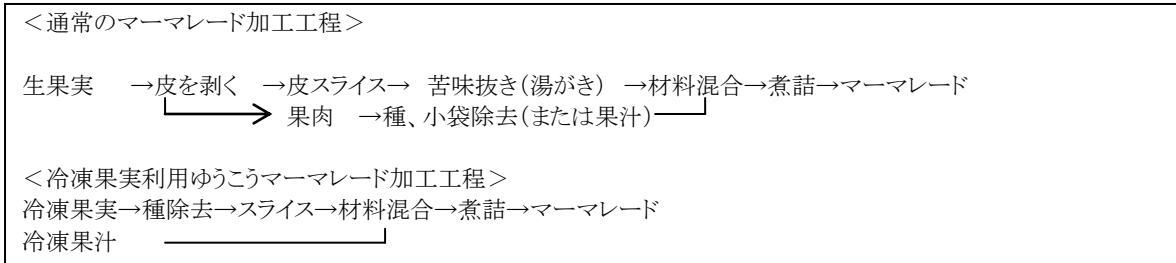 ＜通常のマーマレード加工工程＞
生果実　→皮を剥く　→皮スライス→　苦味抜き(湯がき)　→材料混合→煮詰→マーマレード
果肉　→種、小袋除去(または果汁)
＜冷凍果実利用ゆうこうマーマレード加工工程＞
冷凍果実→種除去→スライス→材料混合→煮詰→マーマレード
冷凍果汁